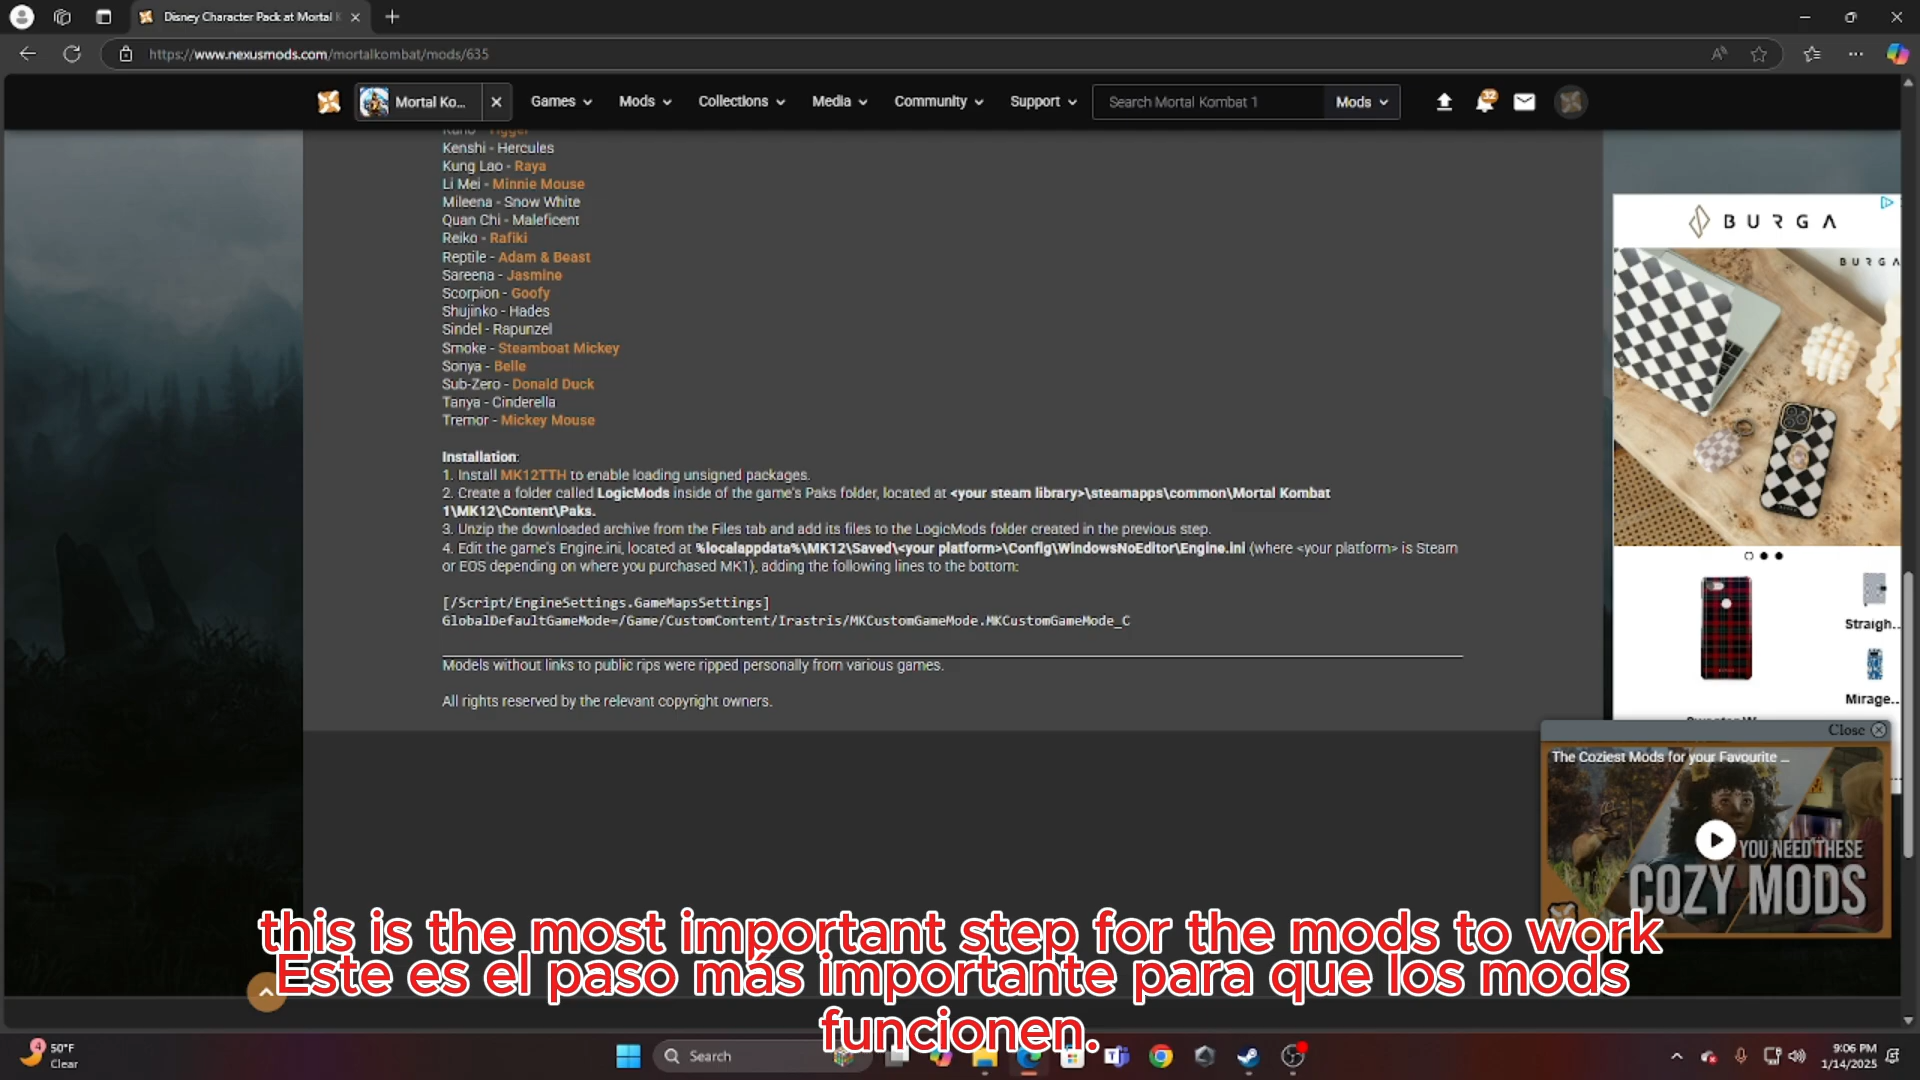 Disney Character Pack at Mortal K
https://www.nexusmods.com/mortalkombat/mods/635
Mortal Ko...
Games
Mods
Collections
Media
Community
Support
Search Mortal Kombat 1
Mods
32
Kano - Tigger
Kenshi - Hercules
Kung Lao - Raya
Li Mei - Minnie Mouse
Mileena - Snow White
Quan Chi - Maleficent
Reiko - Rafiki
Reptile - Adam & Beast
Sareena - Jasmine
Scorpion - Goofy
Shujinko - Hades
Sindel - Rapunzel
Smoke - Steamboat Mickey
Sonya - Belle
Sub-Zero - Donald Duck
Tanya - Cinderella
Tremor - Mickey Mouse
Installation:
1. Install MK12TTH to enable loading unsigned packages.
2. Create a folder called LogicMods inside of the game's Paks folder, located at <your steam library>\steamapps\common\Mortal Kombat
1\MK12\Content\Paks.
3. Unzip the downloaded archive from the Files tab and add its files to the LogicMods folder created in the previous step.
4. Edit the game's Engine.ini, located at %localappdata%\MK12\Saved\<your platform>\Config\WindowsNoEditor\Engine.ini (where <your platform> is Steam
or EOS depending on where you purchased MK1), adding the following lines to the bottom:
[/Script/EngineSettings.GameMapsSettings]
GlobalDefaultGameMode=/Game/CustomContent/Irastris/MKCustomGameMode.MKCustomGameMode_C
Models without links to public rips were ripped personally from various games.
All rights reserved by the relevant copyright owners.
BURGA
BURGA
Straigh...
Mirage...
Close
The Coziest Mods for your Favourite ...
YOU NEED THESE
COZY MODS
this is the most important step for the mods to work
Este es el paso más importante para que los mods
funcionen.
4
50°F
Clear
Search
9:06 PM
1/14/2025